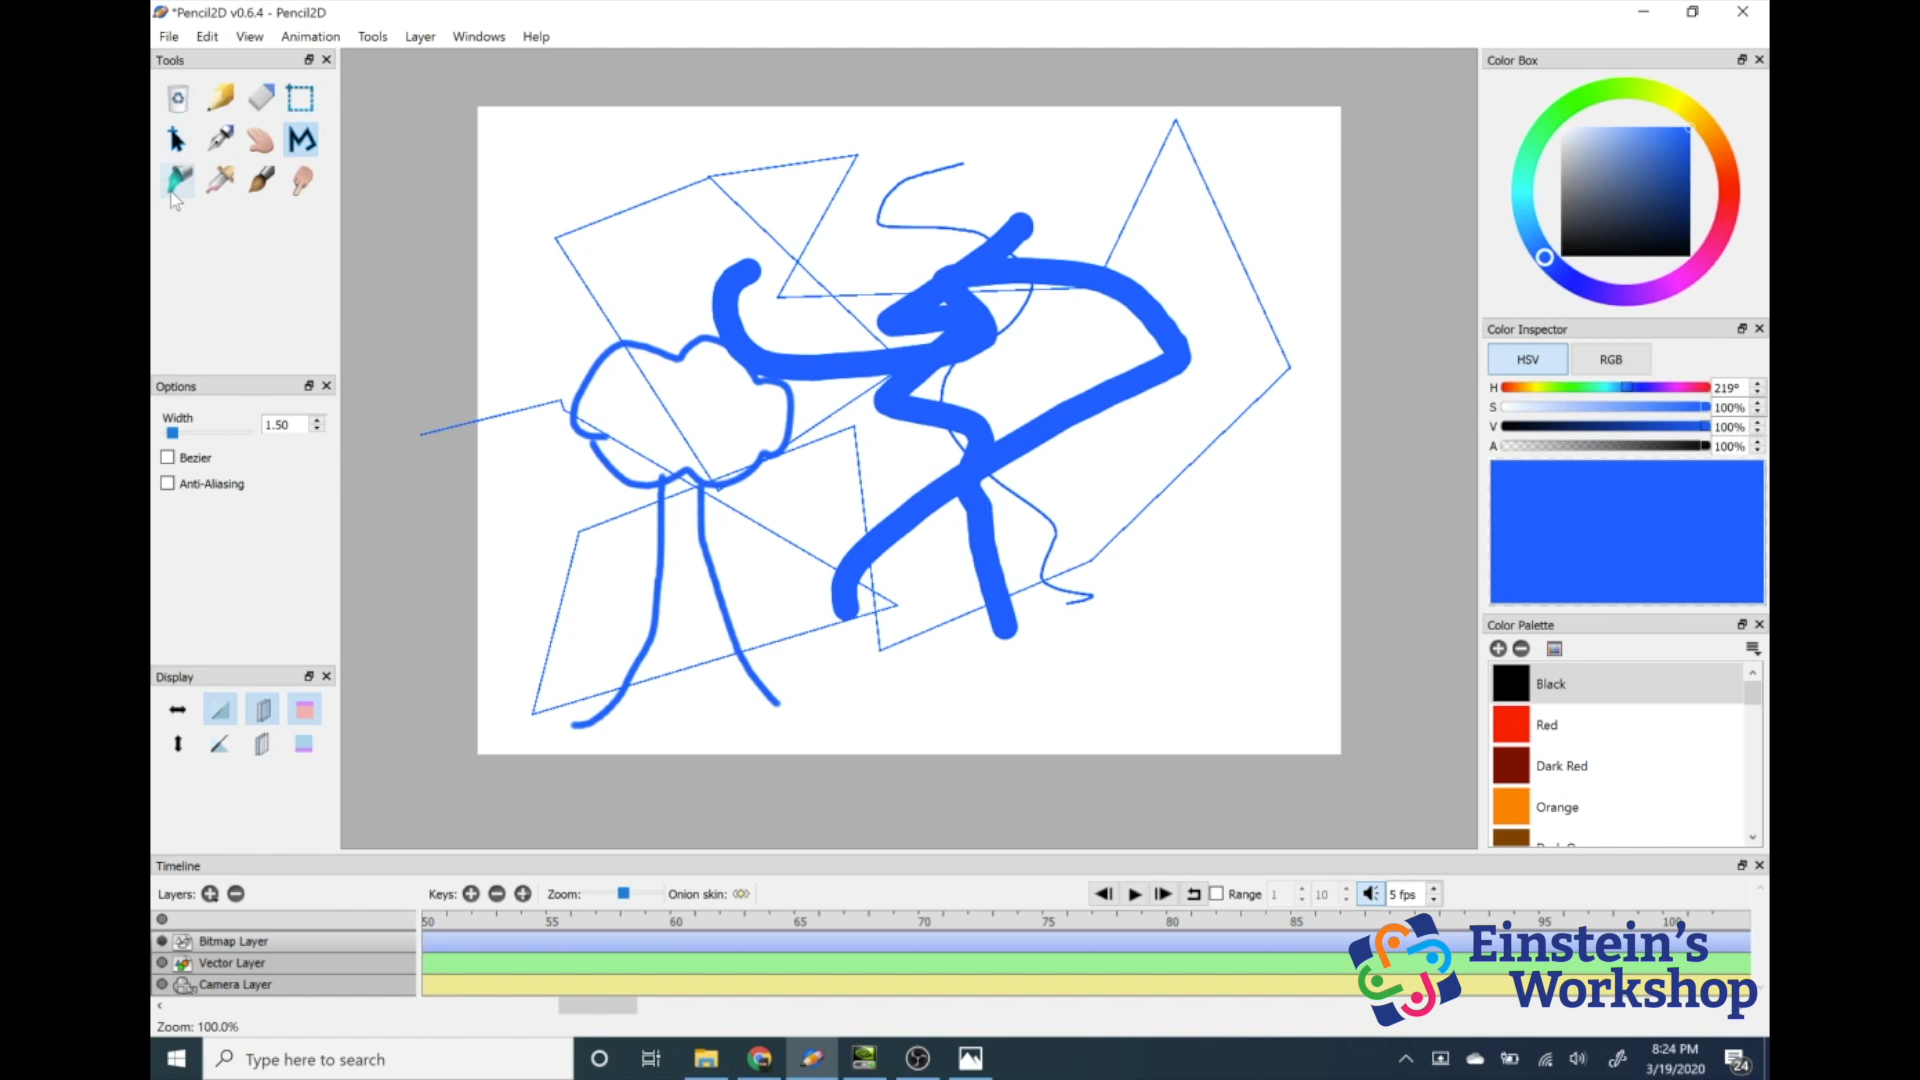 *Pencil2D v0.6.4 - Pencil2D
File Edit View Animation Tools Layer Windows Help
Tools
Color Box
Options
Width
1.50
Bezier
Anti-Aliasing
Color Inspector
HSV RGB
H 219°
S 100%
V 100%
A 100%
Display
Color Palette
Black
Red
Dark Red
Orange
Timeline
Layers: Keys: Zoom: Onion skin: Range 1 10 5 fps
50 55 60 65 70 75 80 85 95 100
Bitmap Layer
Vector Layer
Camera Layer
Einstein's
Workshop
Zoom: 100.0%
Type here to search
8:24 PM
3/19/2020
24